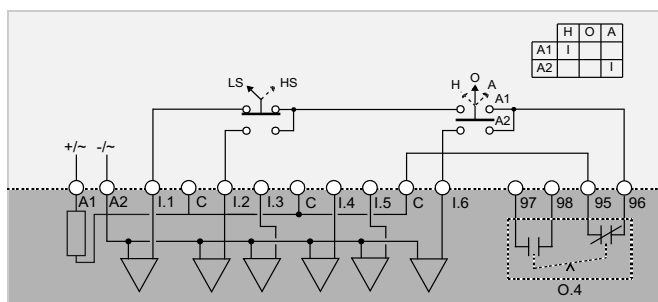 H O A
A1 I
A2 I
LS HS
H O A
A1
A2
+/~ -/~
A1 A2 I.1 C I.2 I.3 C I.4 I.5 C I.6 97 98 95 96
O.4